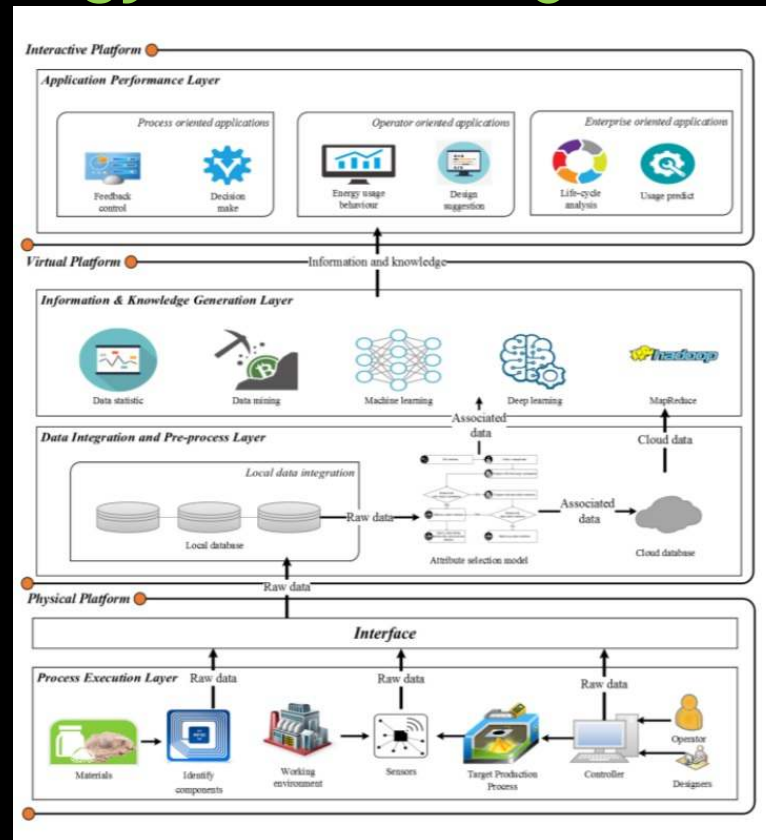 Interactive Platform
Application Performance Layer
Process oriented applications
Feedback
control
Decision
make
Operator oriented applications
Energy usage
behaviour
Design
suggestion
Enterprise oriented applications
Life-cycle
analysis
Usage predict
Virtual Platform
Information and knowledge
Information & Knowledge Generation Layer
Data statistic
Data mining
Machine learning
Deep learning
hadoop
MapReduce
Associated
data
Cloud data
Data Integration and Pre-process Layer
Local data integration
Local database
Raw data
Attribute selection model
Associated
data
Cloud database
Raw data
Physical Platform
Interface
Process Execution Layer
Raw data
Raw data
Raw data
Materials
Identify
components
Working
environment
Sensors
Target Production
Process
Controller
Operator
Designers